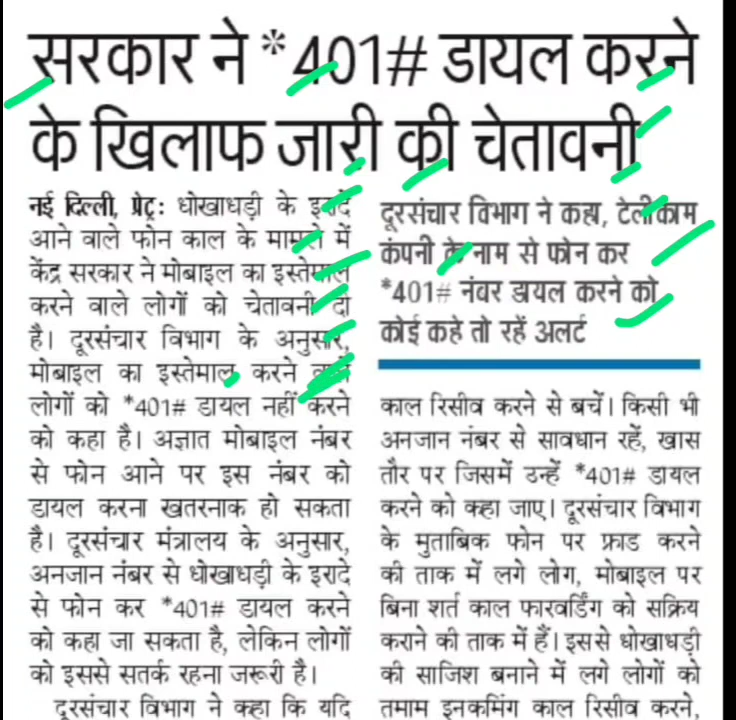 सरकार ने *401# डायल करने
के खिलाफ जारी की चेतावनी
नई दिल्ली, प्रेट्र: धोखाधड़ी के इरादे
आने वाले फोन काल के मामले में
केंद्र सरकार ने मोबाइल का इस्तेमाल
करने वाले लोगों को चेतावनी दी
है। दूरसंचार विभाग के अनुसार,
मोबाइल का इस्तेमाल करने वाले
लोगों को *401# डायल नहीं करने
को कहा है। अज्ञात मोबाइल नंबर
से फोन आने पर इस नंबर को
डायल करना खतरनाक हो सकता
है। दूरसंचार मंत्रालय के अनुसार,
अनजान नंबर से धोखाधड़ी के इरादे
से फोन कर *401# डायल करने
को कहा जा सकता है, लेकिन लोगों
को इससे सतर्क रहना जरूरी है।
दूरसंचार विभाग ने कहा कि यदि
दूरसंचार विभाग ने कहा, टेलीकाम
कंपनी के नाम से फोन कर
*401# नंबर डायल करने को
कोई कहे तो रहें अलर्ट
काल रिसीव करने से बचें। किसी भी
अनजान नंबर से सावधान रहें, खास
तौर पर जिसमें उन्हें *401# डायल
करने को कहा जाए। दूरसंचार विभाग
के मुताबिक फोन पर फ्राड करने
की ताक में लगे लोग, मोबाइल पर
बिना शर्त काल फारवर्डिंग को सक्रिय
कराने की ताक में हैं। इससे धोखाधड़ी
की साजिश बनाने में लगे लोगों को
तमाम इनकमिंग काल रिसीव करने,